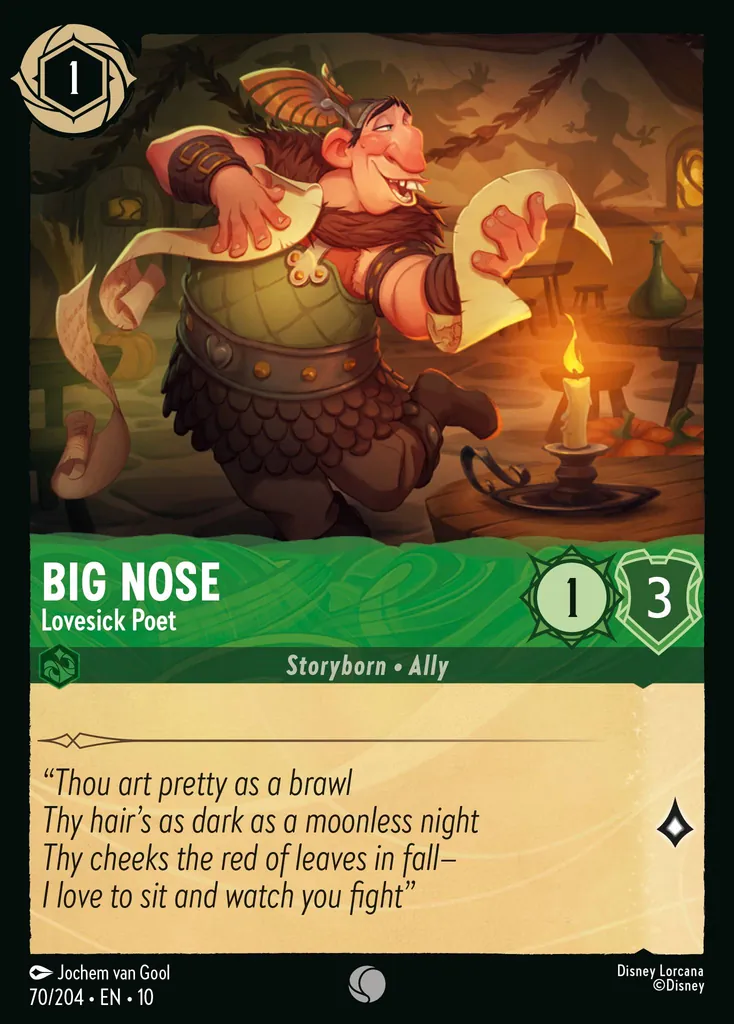 1
BIG NOSE
Lovesick Poet
1
3
Storyborn • Ally
“Thou art pretty as a brawl
Thy hair’s as dark as a moonless night
Thy cheeks the red of leaves in fall–
I love to sit and watch you fight”
Jochem van Gool
70/204 • EN • 10
Disney Lorcana
©Disney